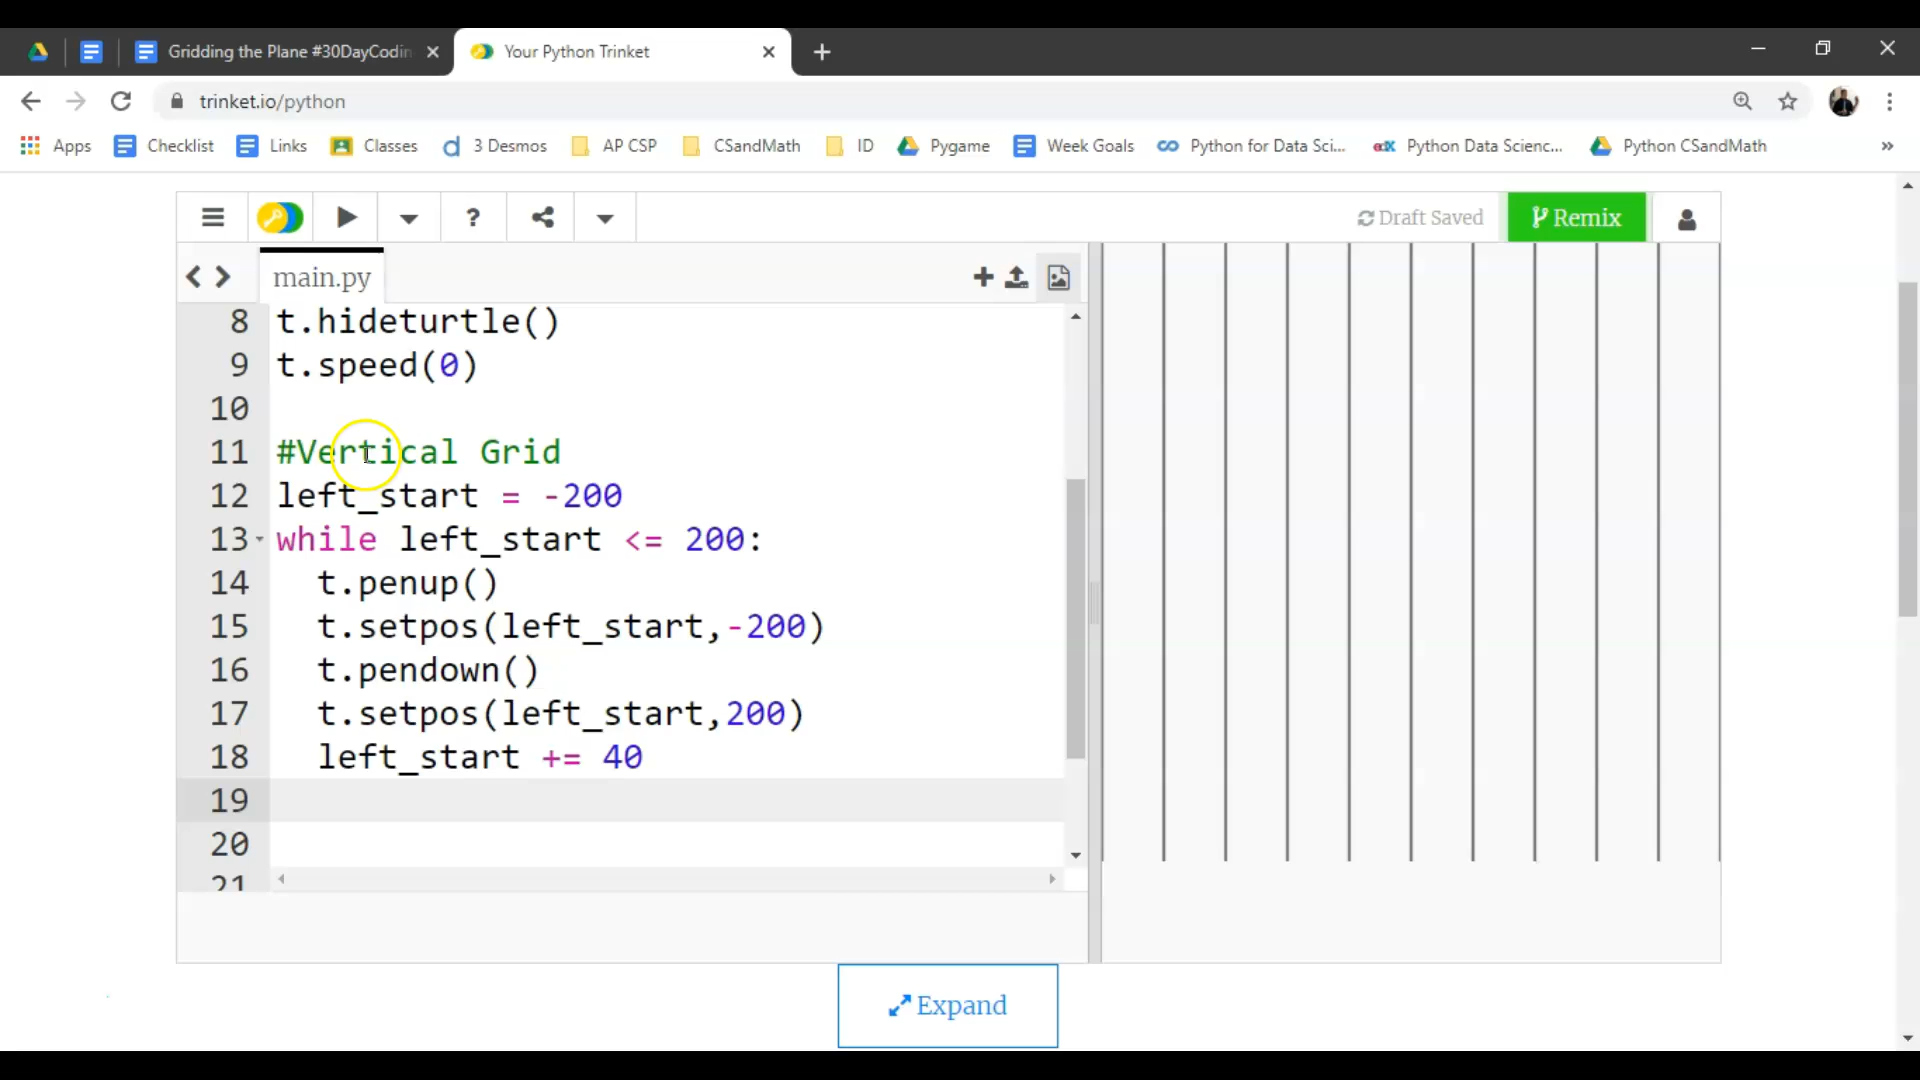 Gridding the Plane #30DayCodin
Your Python Trinket
trinket.io/python
Apps Checklist Links Classes 3 Desmos AP CSP CSandMath ID Pygame Week Goals Python for Data Sci... Python Data Scienc... Python CSandMath »
? Draft Saved Remix
main.py
8 t.hideturtle()
9 t.speed(0)
10
11 #Vertical Grid
12 left_start = -200
13 while left_start <= 200:
14 t.penup()
15 t.setpos(left_start,-200)
16 t.pendown()
17 t.setpos(left_start,200)
18 left_start += 40
19
20
21
Expand